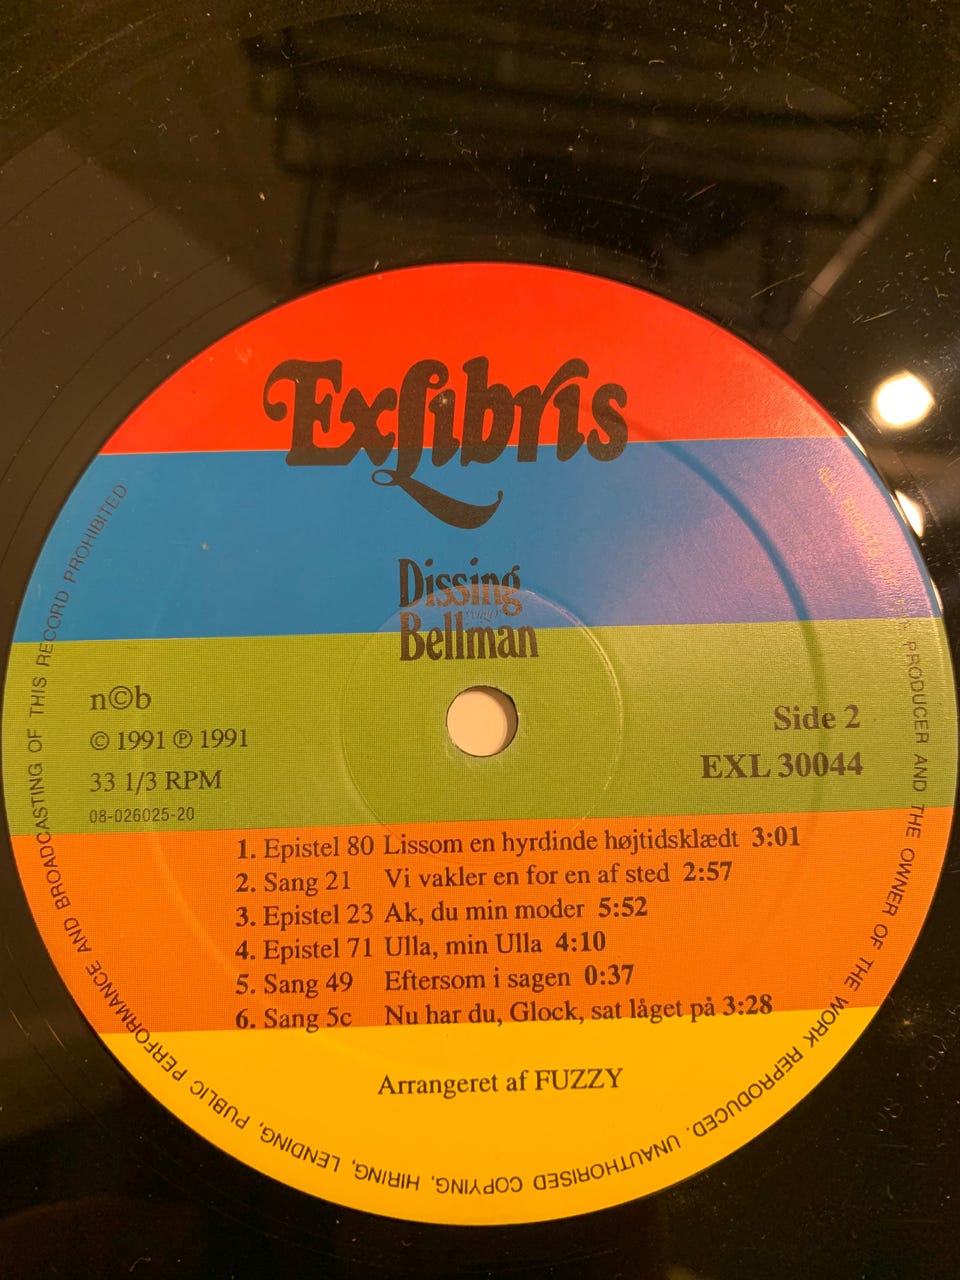 ExLibris
Dissing
Bellman
n©b
© 1991 ℗ 1991
33 1/3 RPM
08-026025-20
Side 2
EXL 30044
1. Epistel 80 Lissom en hyrdinde højtidsklædt 3:01
2. Sang 21 Vi vakler en for en af sted 2:57
3. Epistel 23 Ak, du min moder 5:52
4. Epistel 71 Ulla, min Ulla 4:10
5. Sang 49 Eftersom i sagen 0:37
6. Sang 5c Nu har du, Glock, sat låget på 3:28
Arrangeret af FUZZY
ALL RIGHTS PRODUCER AND THE OWNER OF THE WORK REPRODUCED. UNAUTHORISED COPYING, HIRING, LENDING, PUBLIC PERFORMANCE AND BROADCASTING OF THIS RECORD PROHIBITED